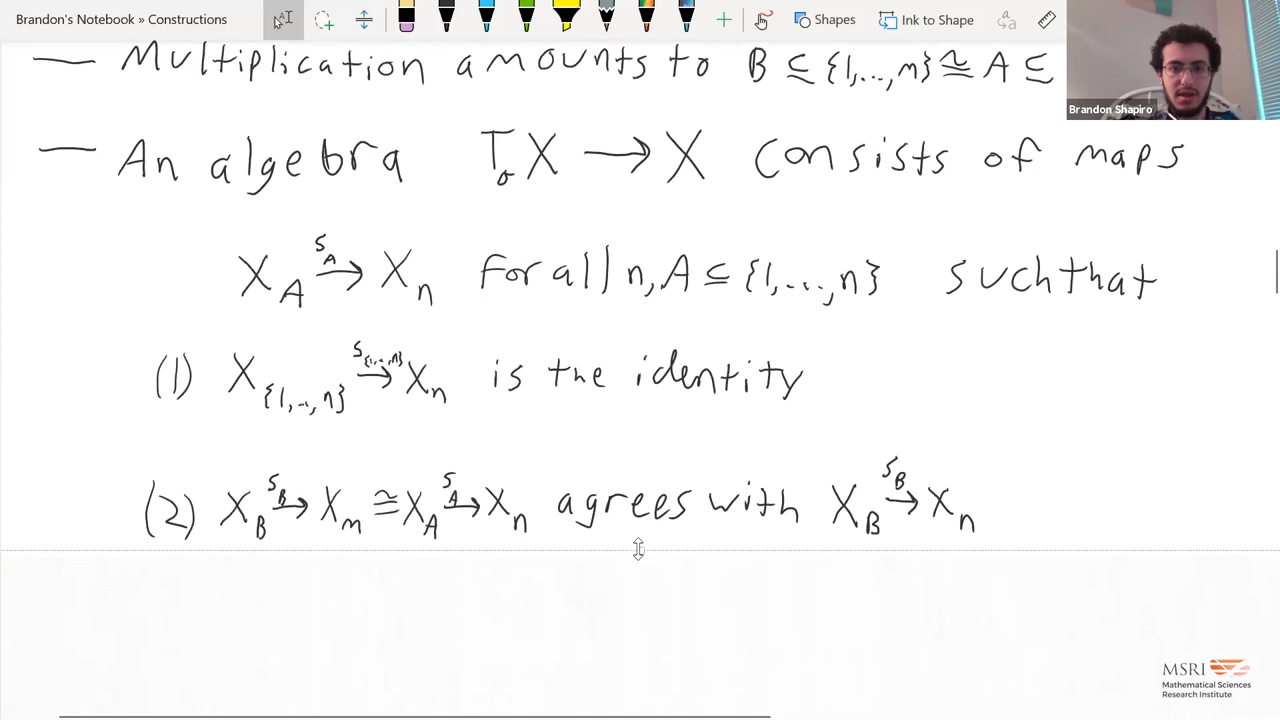 Brandon's Notebook » Constructions
Shapes
Ink to Shape
— Multiplication amounts to B ⊆ {1,...,m} ≅ A ⊆
Brandon Shapiro
— An algebra T₀X → X consists of maps
X_A →^{S_A} X_n for all n, A ⊆ {1,...,n} such that
(1) X_{{1,..,n}} →^{S_{{1,..,n}}} X_n is the identity
(2) X_B →^{S_B} X_m ≅ X_A →^{S_A} X_n agrees with X_B →^{S_B} X_n
MSRI
Mathematical Sciences
Research Institute